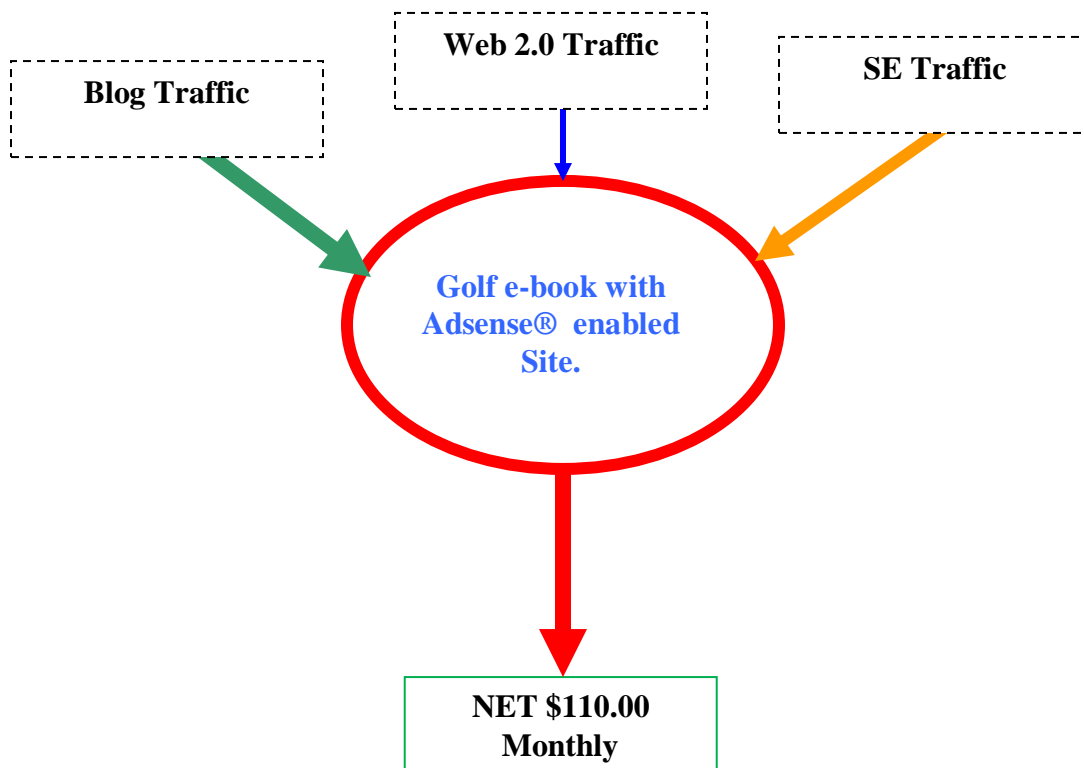 Blog Traffic
Web 2.0 Traffic
SE Traffic
Golf e-book with
Adsense® enabled
Site.
NET $110.00
Monthly